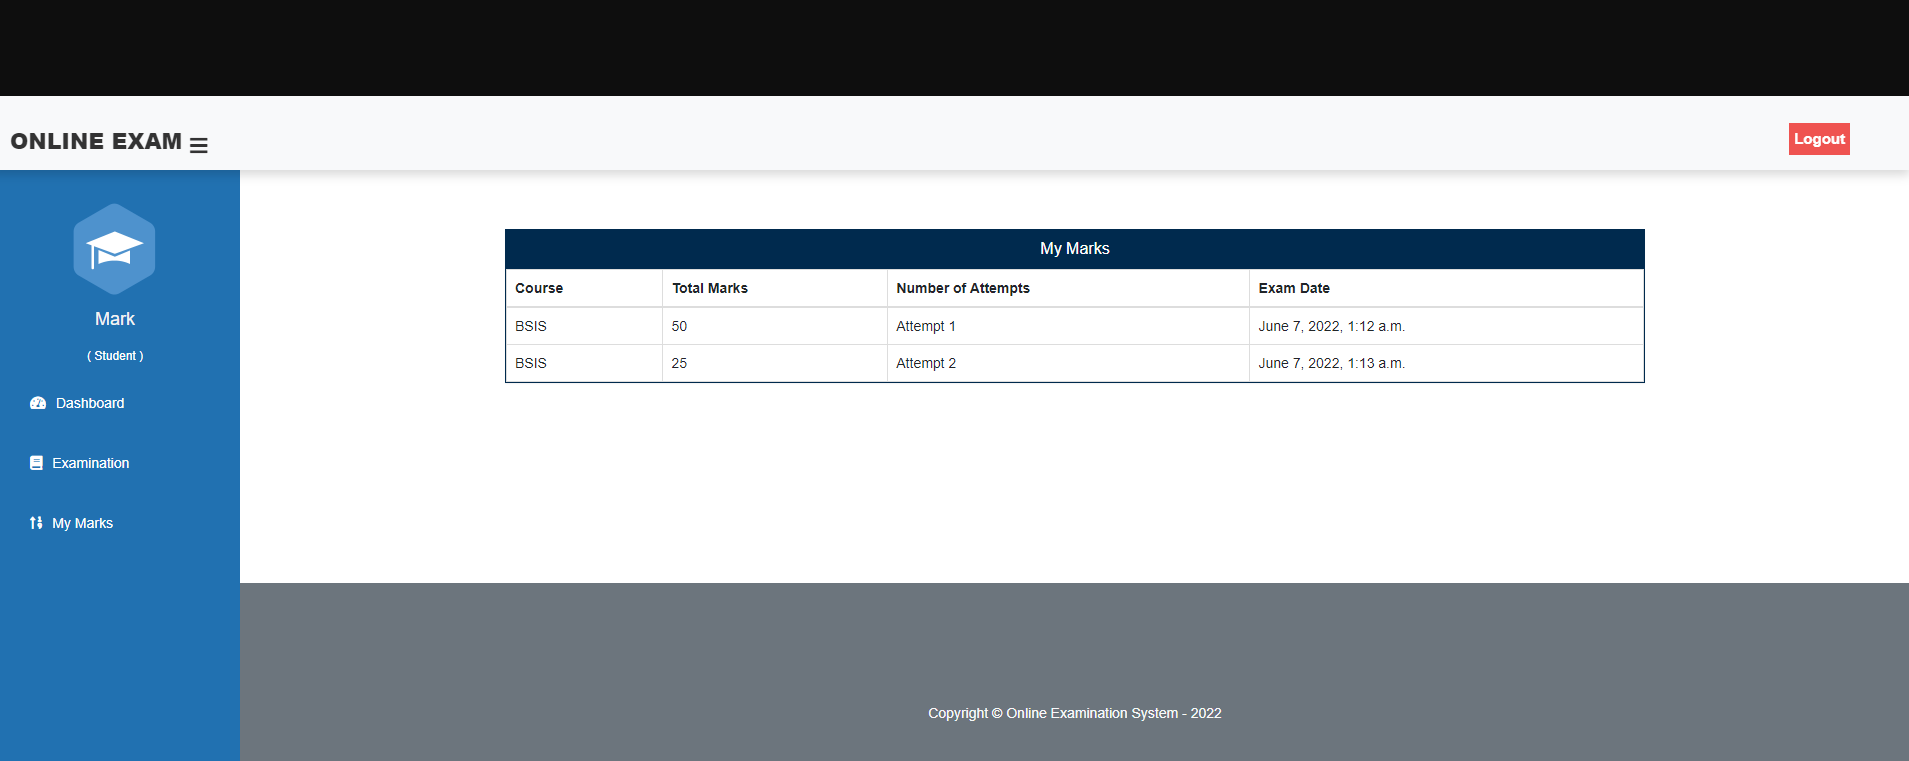 ONLINE EXAM
Logout
Mark
( Student )
Dashboard
Examination
My Marks
My Marks
Course Total Marks Number of Attempts Exam Date
BSIS 50 Attempt 1 June 7, 2022, 1:12 a.m.
BSIS 25 Attempt 2 June 7, 2022, 1:13 a.m.
Copyright © Online Examination System - 2022